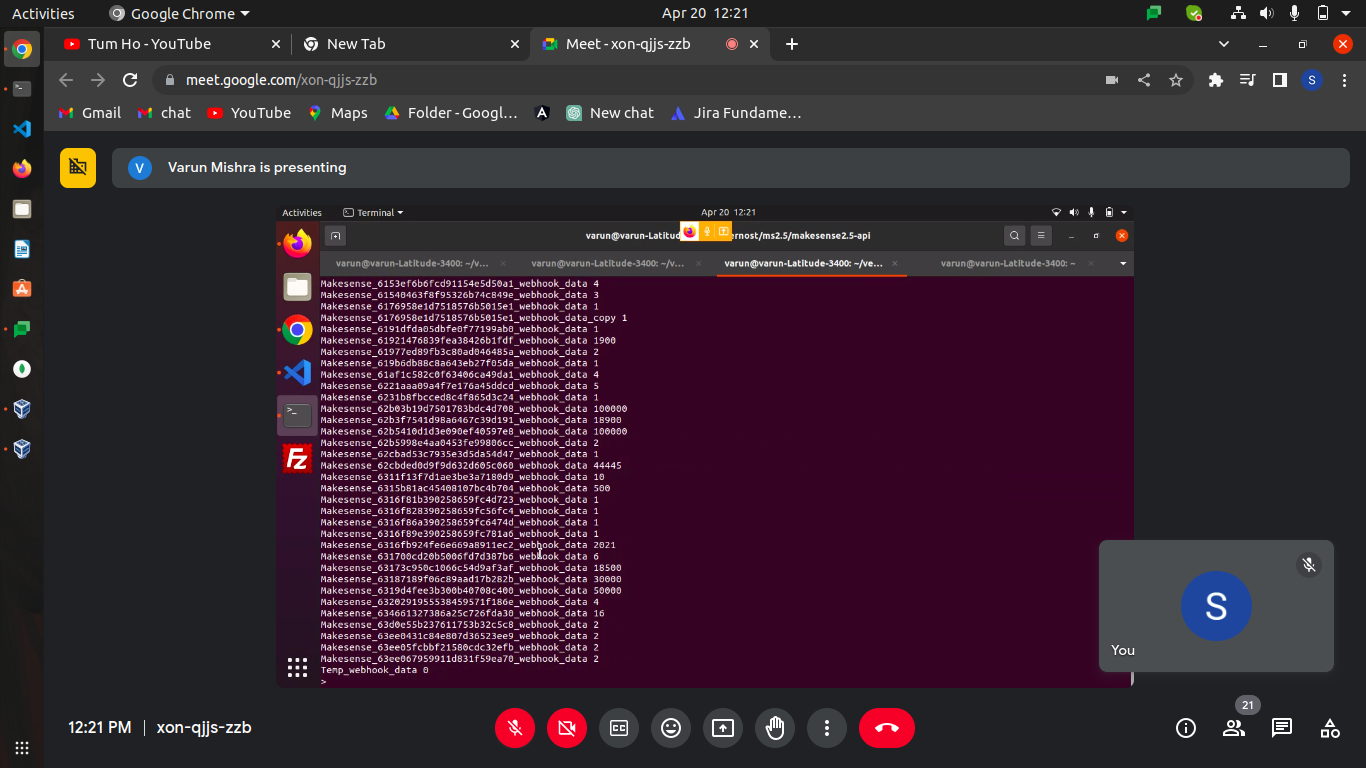 Activities Google Chrome Apr 20 12:21
Tum Ho - YouTube New Tab Meet - xon-qjjs-zzb
meet.google.com/xon-qjjs-zzb S
Gmail chat YouTube Maps Folder - Googl… New chat Jira Fundame…
V Varun Mishra is presenting
Activities Terminal Apr 20 12:21
varun@varun-Latitud ernost/ms2.5/makesense2.5-api
varun@varun-Latitude-3400: ~/v... varun@varun-Latitude-3400: ~/v... varun@varun-Latitude-3400: ~/ve... varun@varun-Latitude-3400: ~
Makesense_6153ef6b6fcd91154e5d50a1_webhook_data 4
Makesense_61540463f8f95326b74c849e_webhook_data 3
Makesense_6176958e1d7518576b5015e1_webhook_data 1
Makesense_6176958e1d7518576b5015e1_webhook_data_copy 1
Makesense_6191dfda05dbfe0f77199ab0_webhook_data 1
Makesense_61921476839fea38426b1fdf_webhook_data 1900
Makesense_61977ed89fb3c80ad046485a_webhook_data 2
Makesense_619b6db88c8a643eb27f05da_webhook_data 1
Makesense_61af1c582c0f63406ca49da1_webhook_data 4
Makesense_6221aaa09a4f7e176a45ddcd_webhook_data 5
Makesense_6231b8fbcced8c4f865d3c24_webhook_data 1
Makesense_62b03b19d7501783bdc4d708_webhook_data 100000
Makesense_62b3f7541d98a6467c39d191_webhook_data 18900
Makesense_62b5410d1d3e090ef40597e8_webhook_data 100000
Makesense_62b5998e4aa0453fe99806cc_webhook_data 2
Makesense_62cbad53c7935e3d5da54d47_webhook_data 1
Makesense_62cbded0d9f9d632d605c060_webhook_data 44445
Makesense_6311f13f7d1ae3be3a7180d9_webhook_data 10
Makesense_6315b81ac45408107bc4b704_webhook_data 500
Makesense_6316f81b390258659fc4d723_webhook_data 1
Makesense_6316f828390258659fc56fc4_webhook_data 1
Makesense_6316f86a390258659fc6474d_webhook_data 1
Makesense_6316f89e390258659fc781a6_webhook_data 1
Makesense_6316fb924fe6e669a8911ec2_webhook_data 2021
Makesense_631700cd20b5006fd7d387b6_webhook_data 6
Makesense_63173c950c1066c54d9af3af_webhook_data 18500
Makesense_63187189f06c89aad17b282b_webhook_data 30000
Makesense_6319d4fee3b300b40708c400_webhook_data 50000
Makesense_6320291955538459571f186e_webhook_data 4
Makesense_634661327386a25c726fda30_webhook_data 16
Makesense_63d0e55b237611753b32c5c8_webhook_data 2
Makesense_63ee0431c84e807d36523ee9_webhook_data 2
Makesense_63ee05fcbbf21580cdc32efb_webhook_data 2
Makesense_63ee067959911d831f59ea70_webhook_data 2
Temp_webhook_data 0
>
Fz
S
You
12:21 PM xon-qjjs-zzb 21